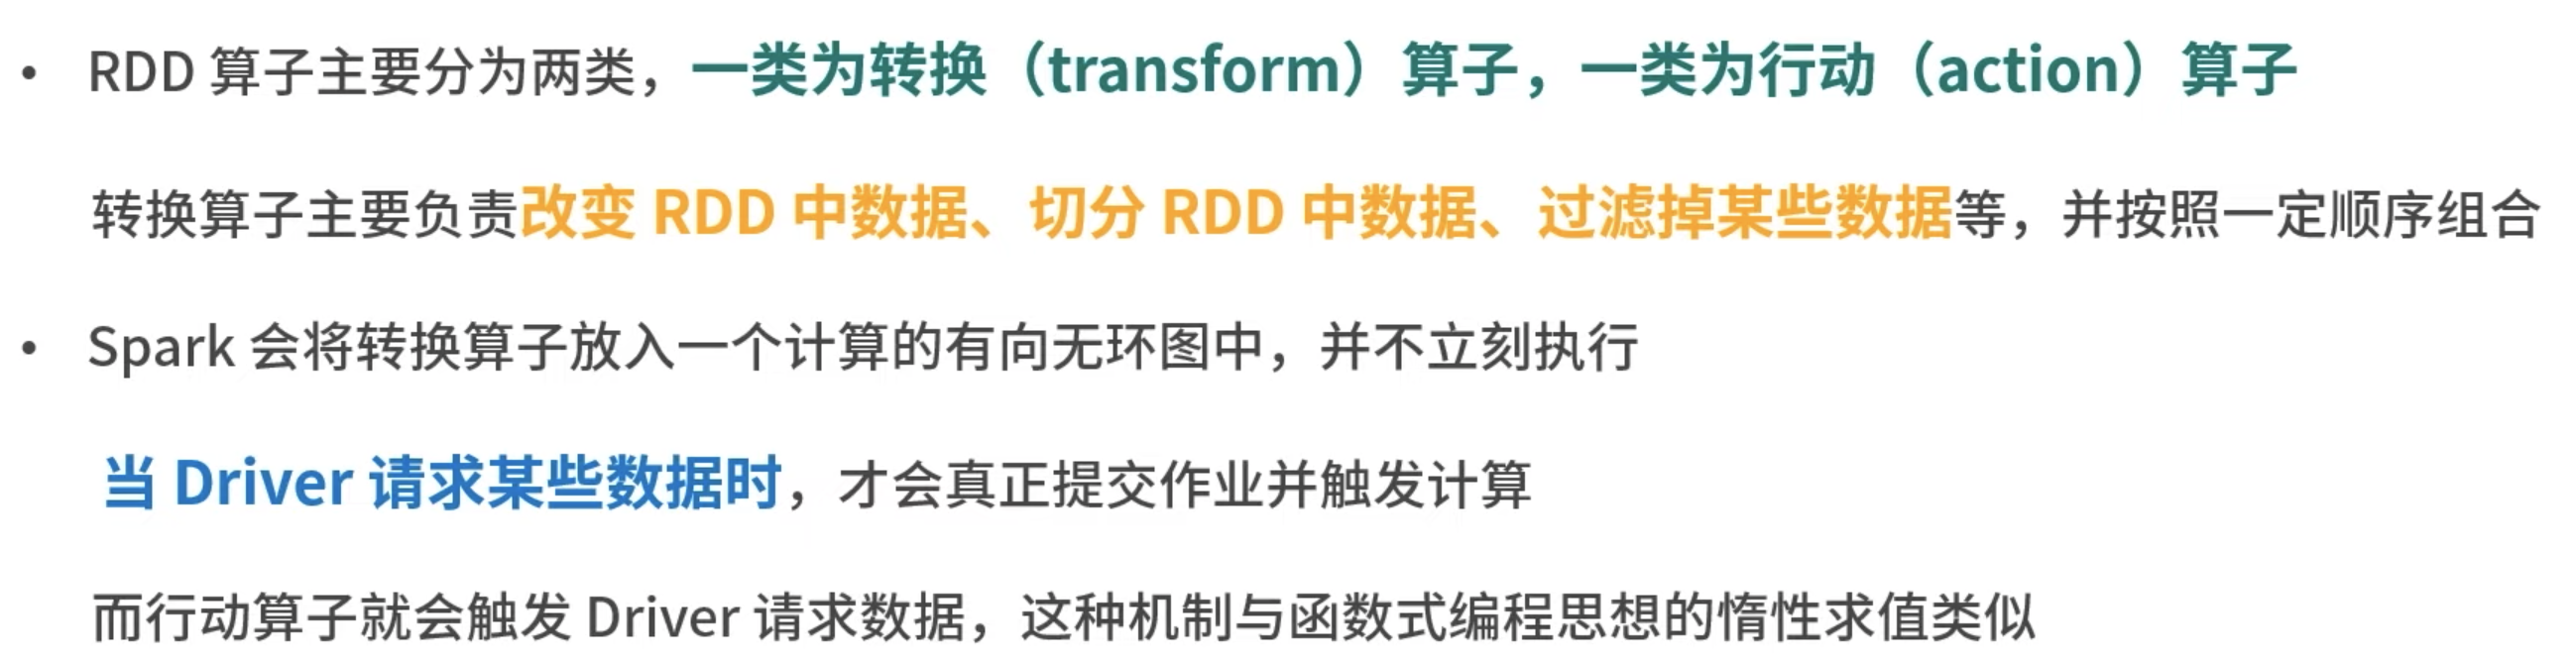 • RDD 算子主要分为两类，一类为转换（transform）算子，一类为行动（action）算子
转换算子主要负责改变 RDD 中数据、切分 RDD 中数据、过滤掉某些数据等，并按照一定顺序组合
• Spark 会将转换算子放入一个计算的有向无环图中，并不立刻执行
当 Driver 请求某些数据时，才会真正提交作业并触发计算
而行动算子就会触发 Driver 请求数据，这种机制与函数式编程思想的惰性求值类似